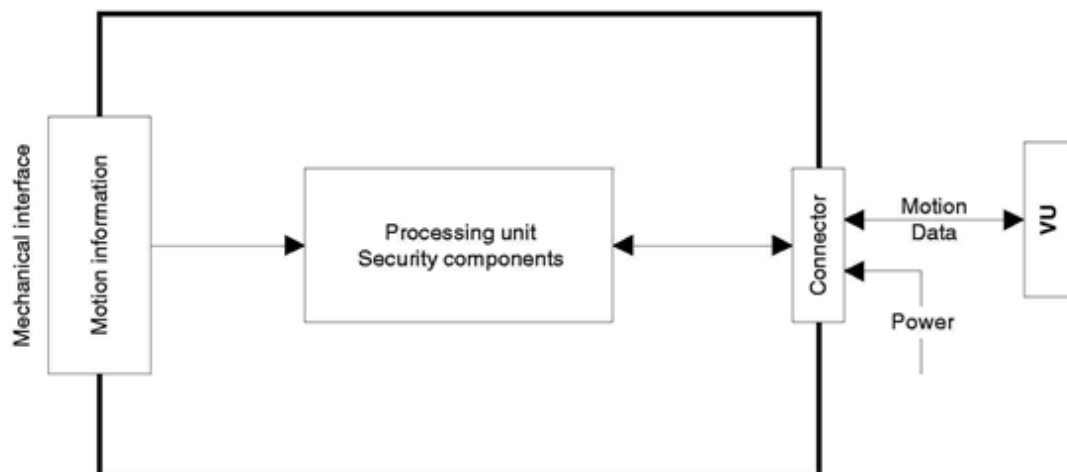 Mechanical interface
Motion information
Processing unit
Security components
Connector
Motion
Data
Power
VU